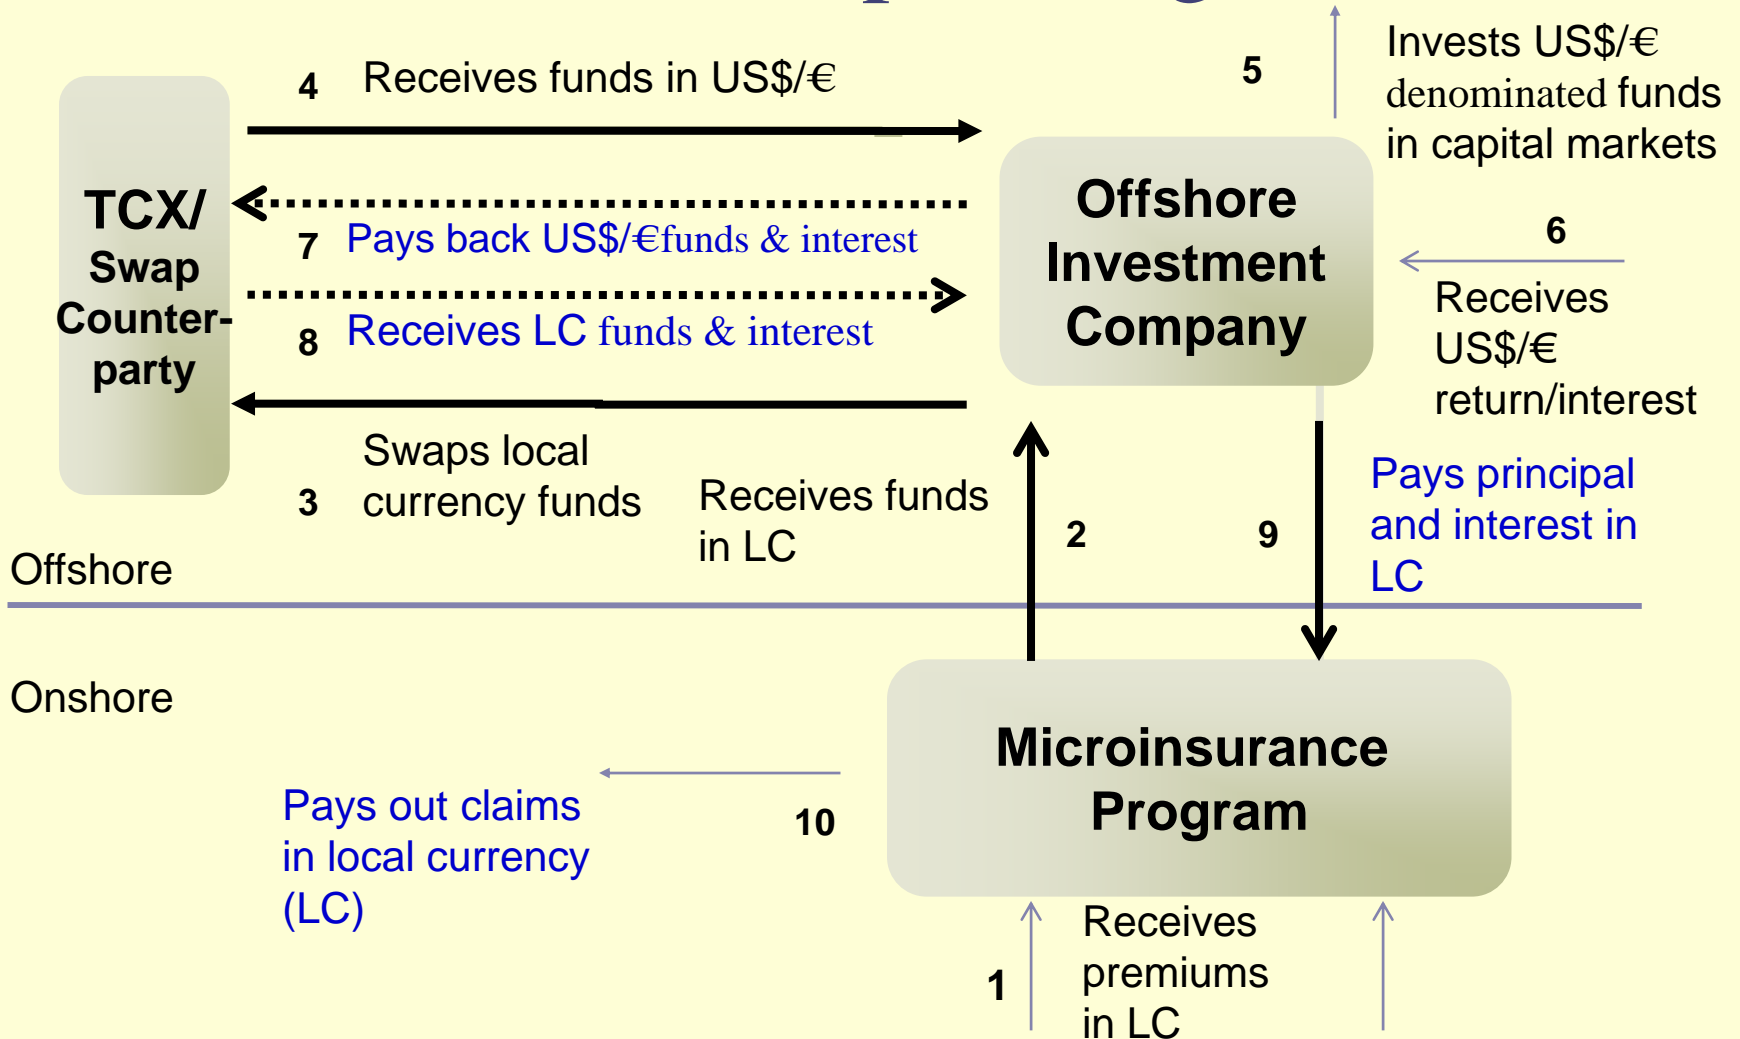 4
Receives funds in US$/€
5
Invests US$/€
denominated funds
in capital markets
TCX/
Swap
Counter-
party
Offshore
Investment
Company
7
Pays back US$/€funds & interest
8
Receives LC funds & interest
6
Receives
US$/€
return/interest
3
Swaps local
currency funds
Receives funds
in LC
2
9
Pays principal
and interest in
LC
Offshore
Onshore
Microinsurance
Program
Pays out claims
in local currency
(LC)
10
1
Receives
premiums
in LC